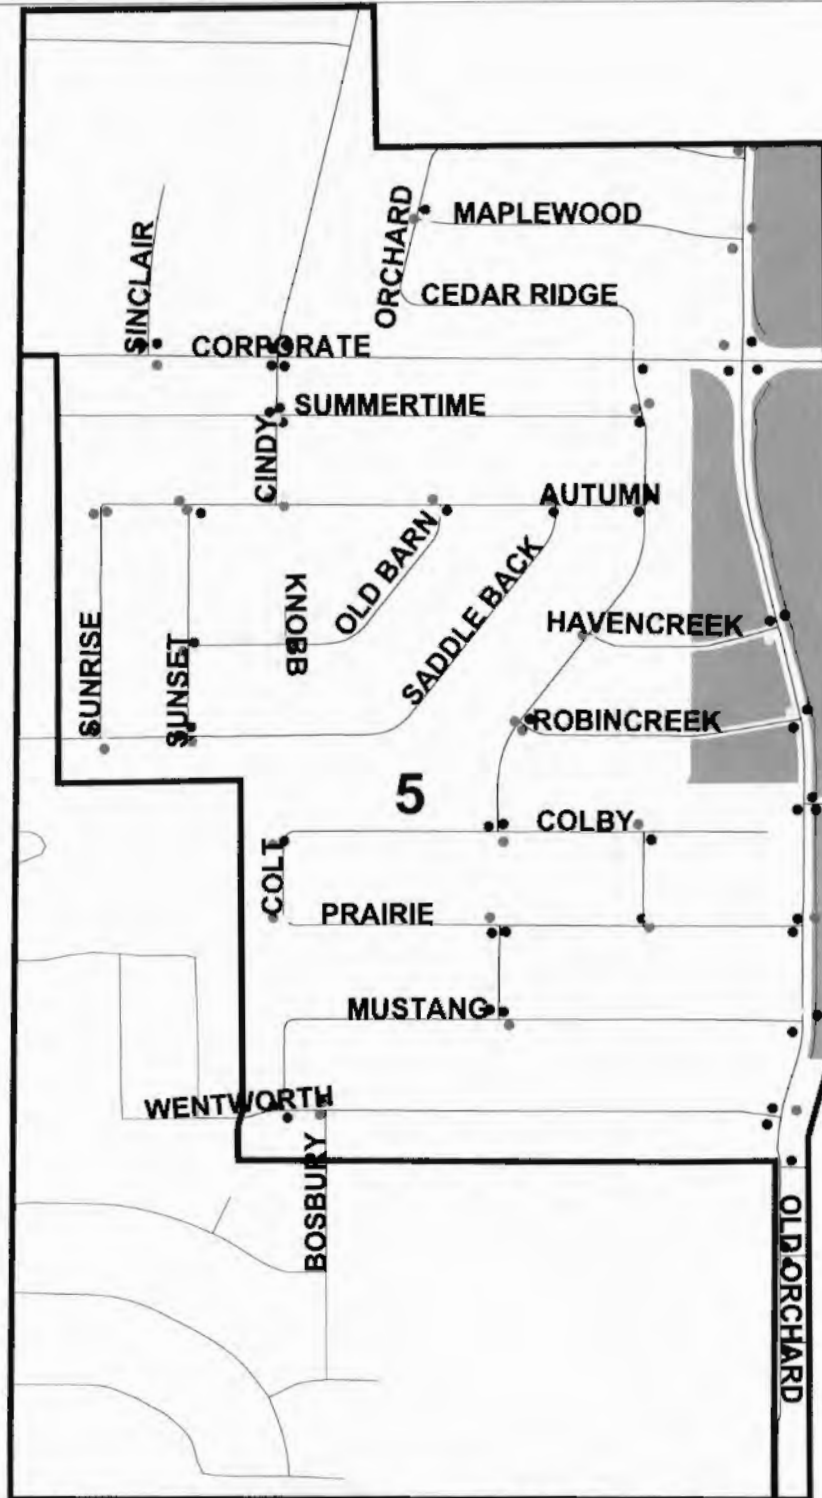 MAPLEWOOD
ORCHARD
SINCLAIR
CEDAR RIDGE
CORPORATE
SUMMERTIME
CINDY
AUTUMN
OLD BARN
SADDLE BACK
KNOBB
HAVENCREEK
SUNRISE
SUNSET
ROBINCREEK
5
COLBY
COLT
PRAIRIE
MUSTANG
WENTWORTH
BOSBURY
OLD ORCHARD